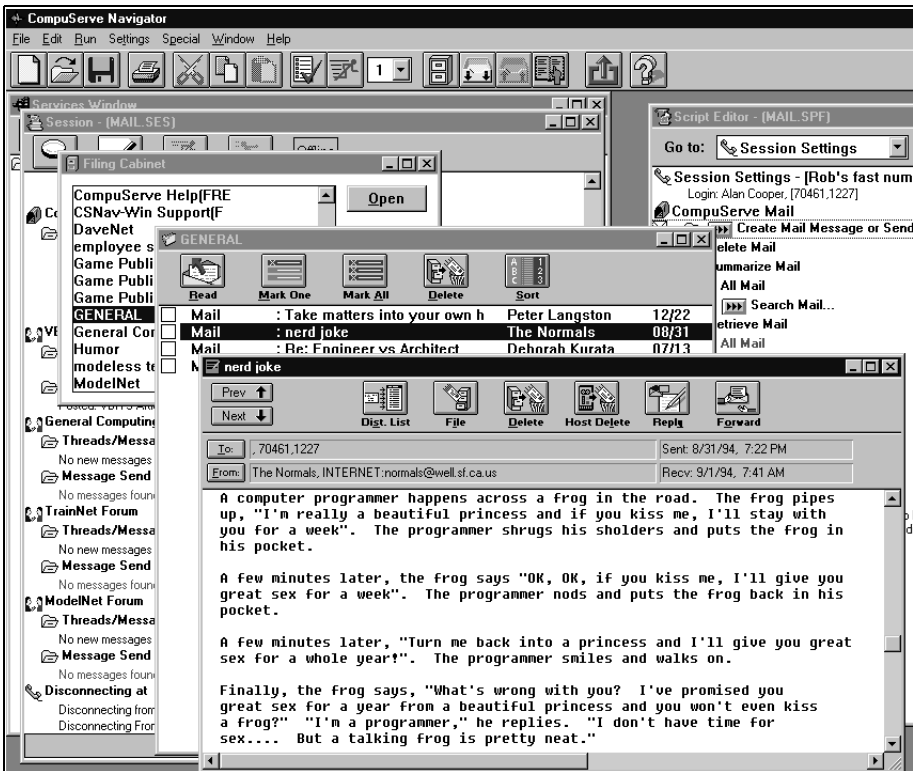 CompuServe Navigator
File Edit Run Settings Special Window Help
1
Services Window
Session - (MAIL.SES)
Offline
Filing Cabinet
CompuServe Help[FRE
CSNav-Win Support[F
DaveNet
employee s
Game Publi
Game Publi
Game Publi
GENERAL
General Cor
Humor
modeless te
ModelNet
Open
GENERAL
Read Mark One Mark All Delete Sort
Mail : Take matters into your own h Peter Langston 12/22
Mail : nerd joke The Normals 08/31
Mail : Re: Engineer vs Architect Deborah Kurata 07/13
Script Editor - (MAIL.SPF)
Go to: Session Settings
Session Settings - [Rob's fast num
Login: Alan Cooper, [70461,1227]
CompuServe Mail
Create Mail Message or Send
elete Mail
ummarize Mail
All Mail
Search Mail...
etrieve Mail
All Mail
General Computing
Threads/Messa
No new messages
Message Send
No messages foun
TrainNet Forum
Threads/Messa
No new messages
Message Send
No messages foun
ModelNet Forum
Threads/Messa
No new messages
Message Send
No messages foun
Disconnecting at
Disconnecting from
Disconnecting From
nerd joke
Prev
Next
Dist. List File Delete Host Delete Reply Forward
To: , 70461,1227 Sent: 8/31/94, 7:22 PM
From: The Normals, INTERNET:normals@well.sf.ca.us Recv: 9/1/94, 7:41 AM
A computer programmer happens across a frog in the road. The frog pipes
up, "I'm really a beautiful princess and if you kiss me, I'll stay with
you for a week". The programmer shrugs his sholders and puts the frog in
his pocket.
A few minutes later, the frog says "OK, OK, if you kiss me, I'll give you
great sex for a week". The programmer nods and puts the frog back in his
pocket.
A few minutes later, "Turn me back into a princess and I'll give you great
sex for a whole year!". The programmer smiles and walks on.
Finally, the frog says, "What's wrong with you? I've promised you
great sex for a year from a beautiful princess and you won't even kiss
a frog?" "I'm a programmer," he replies. "I don't have time for
sex.... But a talking frog is pretty neat."